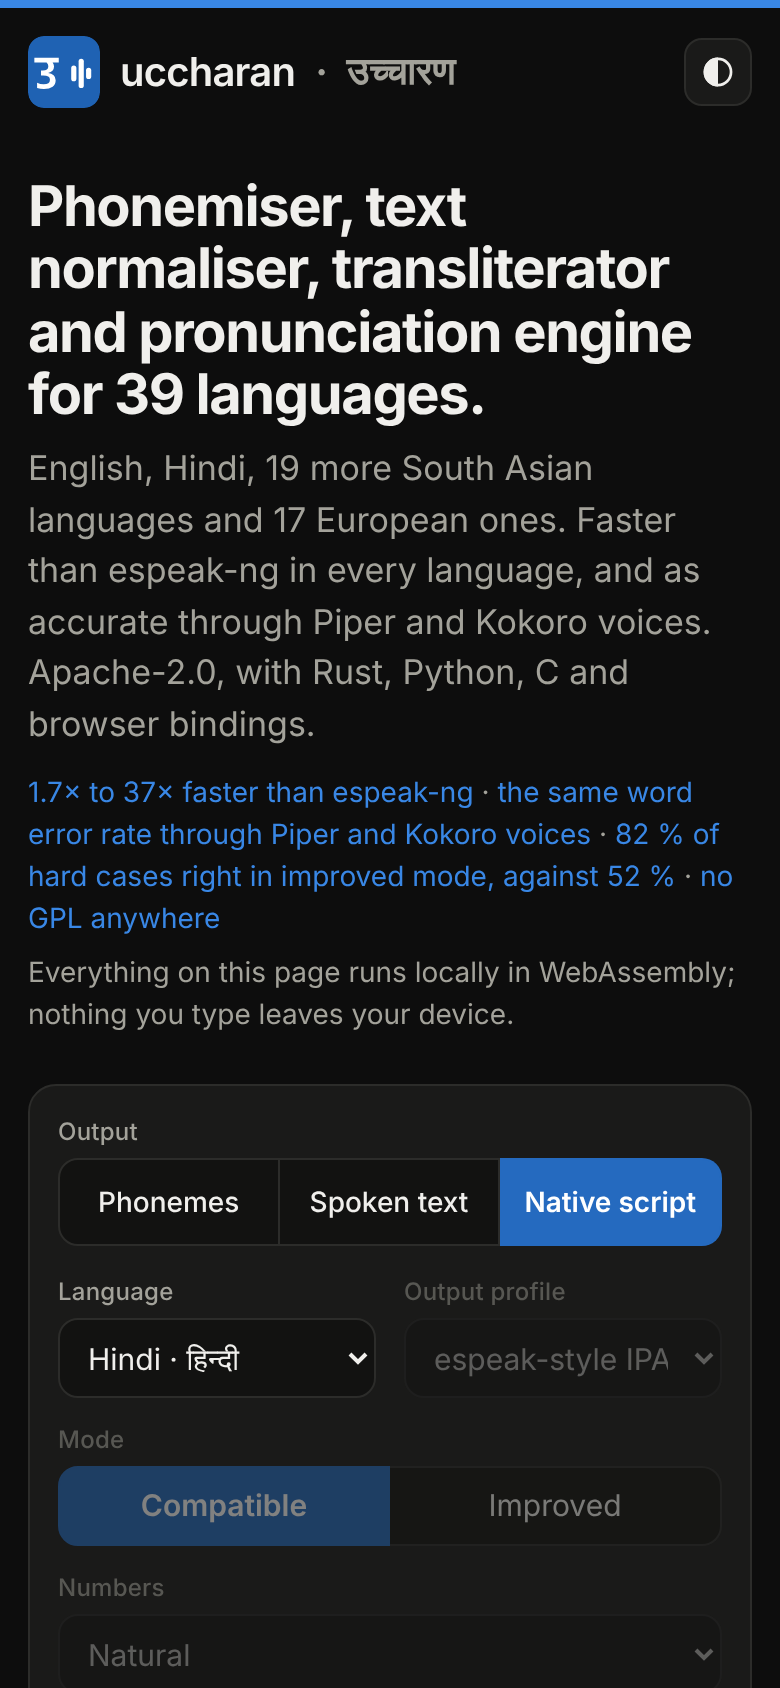 उ
uccharan · उच्चारण
Phonemiser, text
normaliser, transliterator
and pronunciation engine
for 39 languages.
English, Hindi, 19 more South Asian
languages and 17 European ones. Faster
than espeak-ng in every language, and as
accurate through Piper and Kokoro voices.
Apache-2.0, with Rust, Python, C and
browser bindings.
1.7× to 37× faster than espeak-ng · the same word
error rate through Piper and Kokoro voices · 82 % of
hard cases right in improved mode, against 52 % · no
GPL anywhere
Everything on this page runs locally in WebAssembly;
nothing you type leaves your device.
Output
Phonemes Spoken text Native script
Language Output profile
Hindi · हिन्दी espeak-style IPA
Mode
Compatible Improved
Numbers
Natural